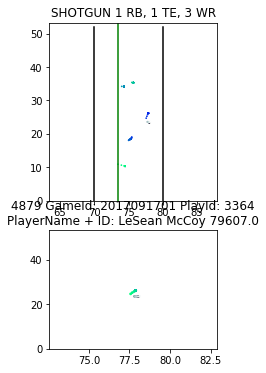 SHOTGUN 1 RB, 1 TE, 3 WR
50
40
30
20
10
0
65 70 75 80 85
4879 GameId: 2017091701 PlayId: 3364
PlayerName + ID: LeSean McCoy 79607.0
40
20
0
75.0 77.5 80.0 82.5